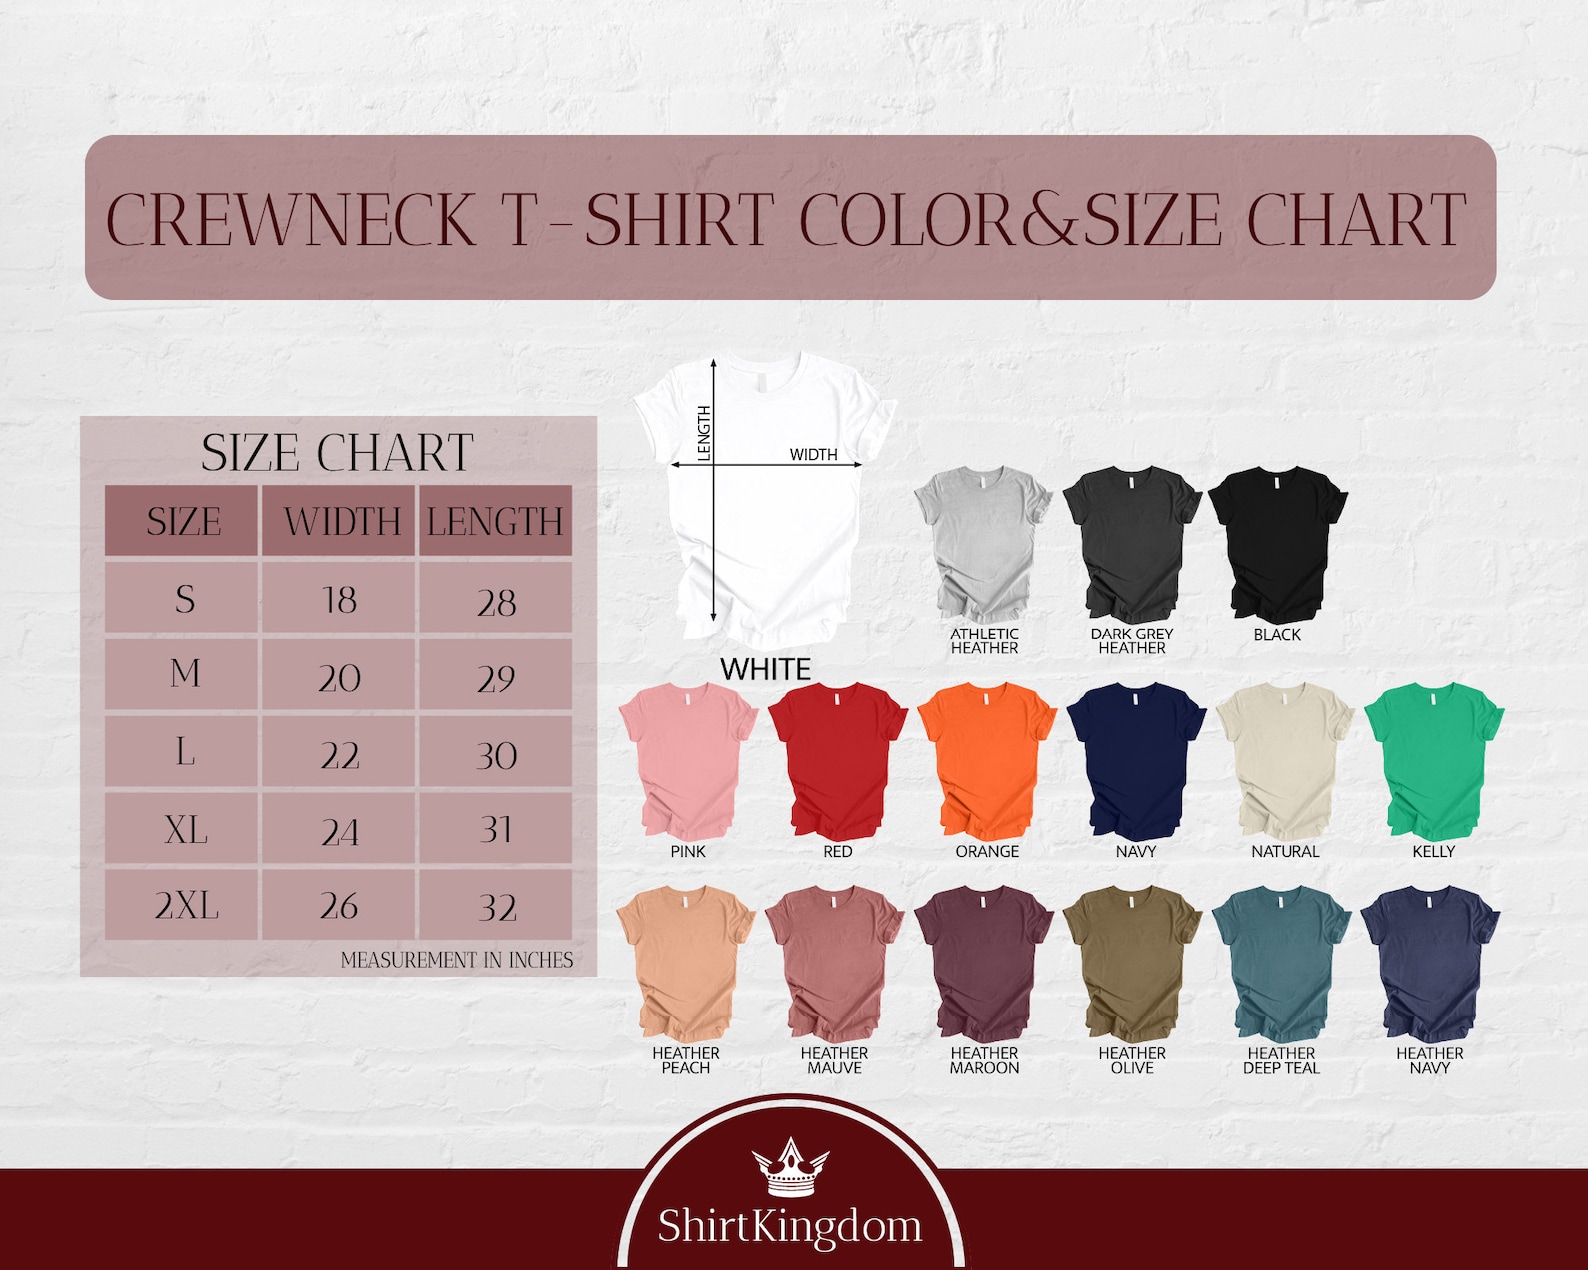 CREWNECK T-SHIRT COLOR&SIZE CHART
SIZE CHART
SIZE WIDTH LENGTH
S 18 28
M 20 29
L 22 30
XL 24 31
2XL 26 32
MEASUREMENT IN INCHES
LENGTH
WIDTH
WHITE
ATHLETIC
HEATHER
DARK GREY
HEATHER
BLACK
PINK
RED
ORANGE
NAVY
NATURAL
KELLY
HEATHER
PEACH
HEATHER
MAUVE
HEATHER
MAROON
HEATHER
OLIVE
HEATHER
DEEP TEAL
HEATHER
NAVY
ShirtKingdom